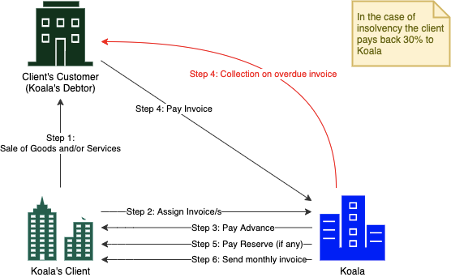 In the case of
insolvency the client
pays back 30% to
Koala
Client's Customer
(Koala's Debtor)
Step 4: Collection on overdue invoice
Step 4: Pay Invoice
Step 1:
Sale of Goods and/or Services
Step 2: Assign Invoice/s
Step 3: Pay Advance
Step 5: Pay Reserve (if any)
Step 6: Send monthly invoice
Koala's Client
Koala